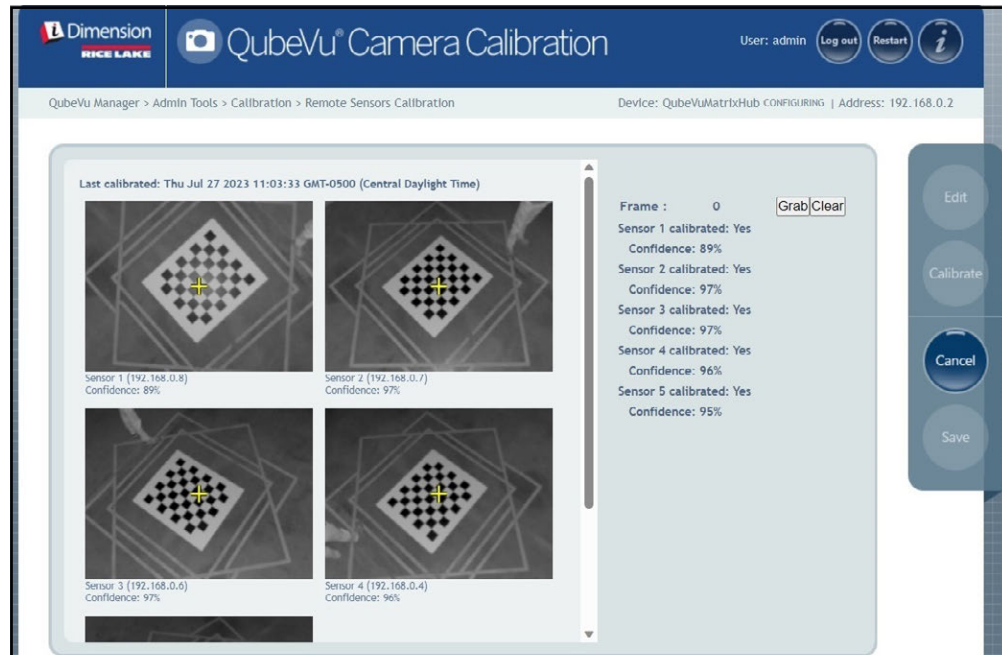 Dimension
RICE LAKE
QubeVu® Camera Calibration
User: admin
Log out
Restart
i
QubeVu Manager > Admin Tools > Calibration > Remote Sensors Calibration
Device: QubeVuMatrixHub CONFIGURING | Address: 192.168.0.2
Last calibrated: Thu Jul 27 2023 11:03:33 GMT-0500 (Central Daylight Time)
Sensor 1 (192.168.0.8)
Confidence: 89%
Sensor 2 (192.168.0.7)
Confidence: 97%
Sensor 3 (192.168.0.6)
Confidence: 97%
Sensor 4 (192.168.0.4)
Confidence: 96%
Frame : 0 Grab Clear
Sensor 1 calibrated: Yes
Confidence: 89%
Sensor 2 calibrated: Yes
Confidence: 97%
Sensor 3 calibrated: Yes
Confidence: 97%
Sensor 4 calibrated: Yes
Confidence: 96%
Sensor 5 calibrated: Yes
Confidence: 95%
Edit
Calibrate
Cancel
Save